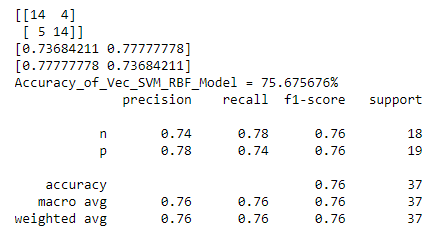 [[14  4]
 [ 5 14]]
[0.73684211 0.77777778]
[0.77777778 0.73684211]
Accuracy_of_Vec_SVM_RBF_Model = 75.675676%
              precision    recall  f1-score   support
           n       0.74      0.78      0.76        18
           p       0.78      0.74      0.76        19
    accuracy                           0.76        37
   macro avg       0.76      0.76      0.76        37
weighted avg       0.76      0.76      0.76        37